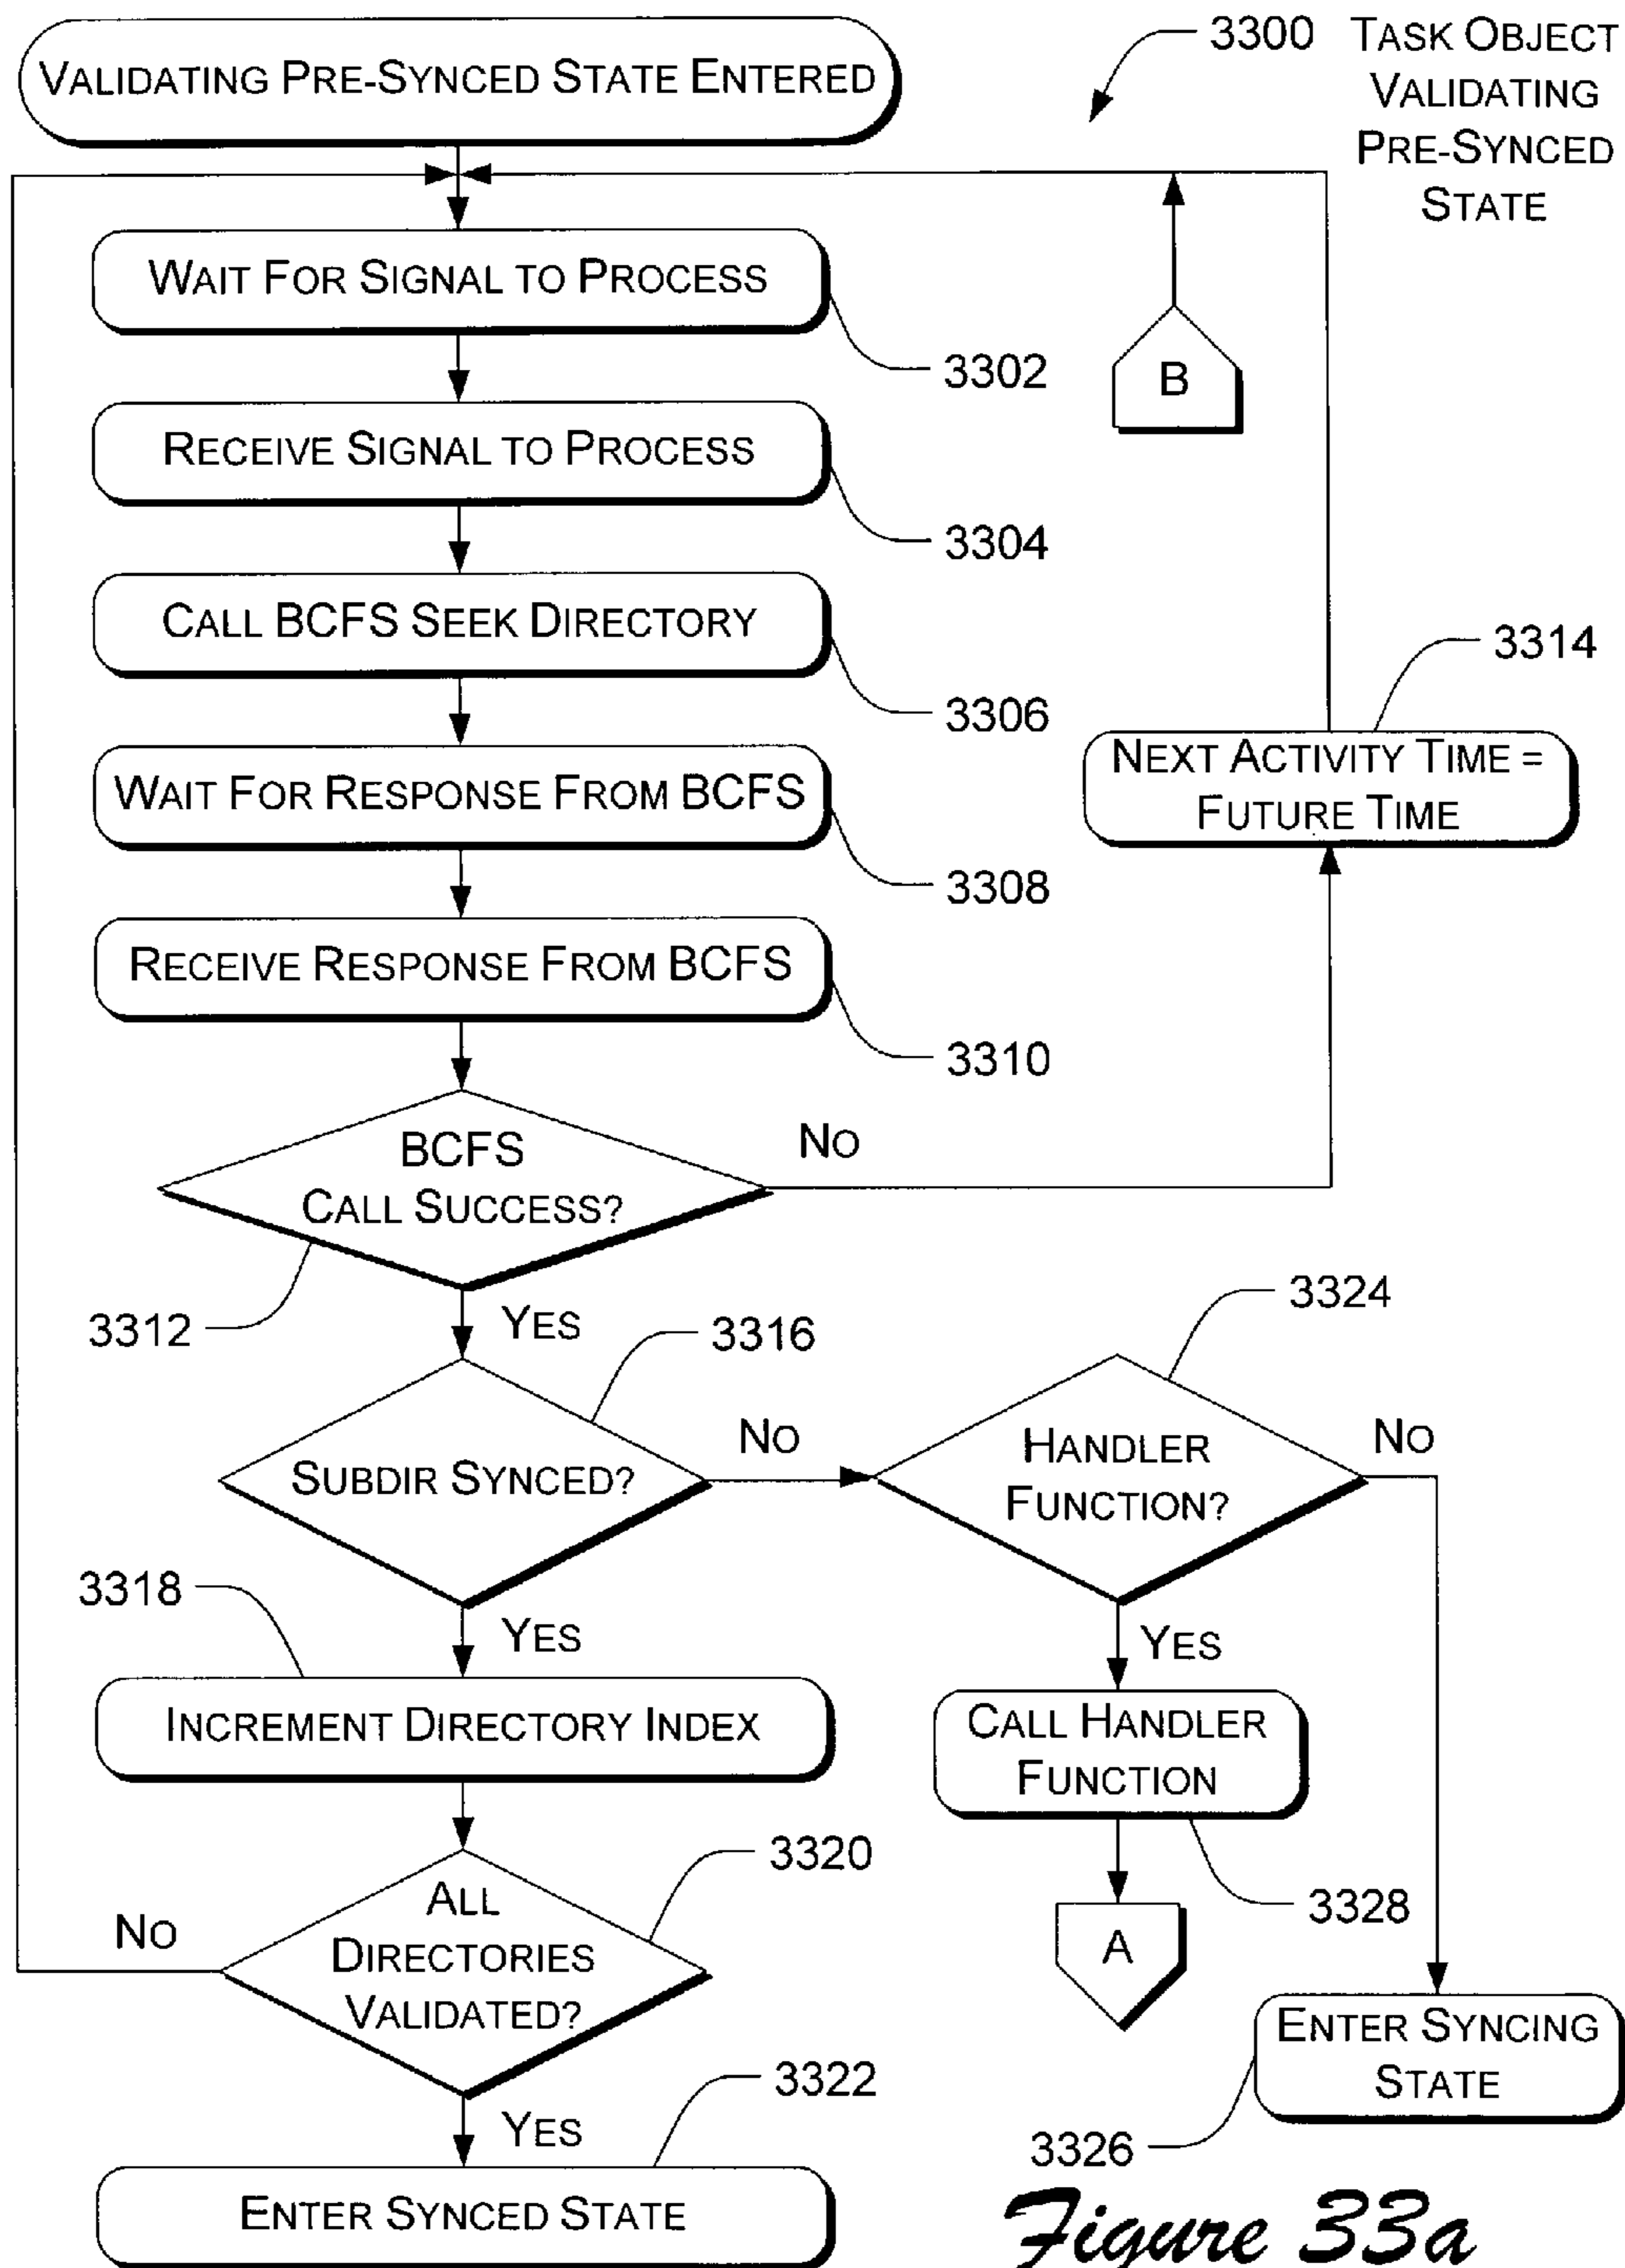 VALIDATING PRE-SYNCED STATE ENTERED
3300 TASK OBJECT
VALIDATING
PRE-SYNCED
STATE
WAIT FOR SIGNAL TO PROCESS
3302
B
RECEIVE SIGNAL TO PROCESS
3304
CALL BCFS SEEK DIRECTORY
3306
3314
NEXT ACTIVITY TIME =
FUTURE TIME
WAIT FOR RESPONSE FROM BCFS
3308
RECEIVE RESPONSE FROM BCFS
3310
BCFS
CALL SUCCESS?
NO
3312
YES
3316
3324
SUBDIR SYNCED?
NO
HANDLER
FUNCTION?
NO
3318
YES
YES
INCREMENT DIRECTORY INDEX
CALL HANDLER
FUNCTION
3320
3328
ALL
DIRECTORIES
VALIDATED?
NO
A
ENTER SYNCING
STATE
3326
3322
YES
ENTER SYNCED STATE
Figure 33a